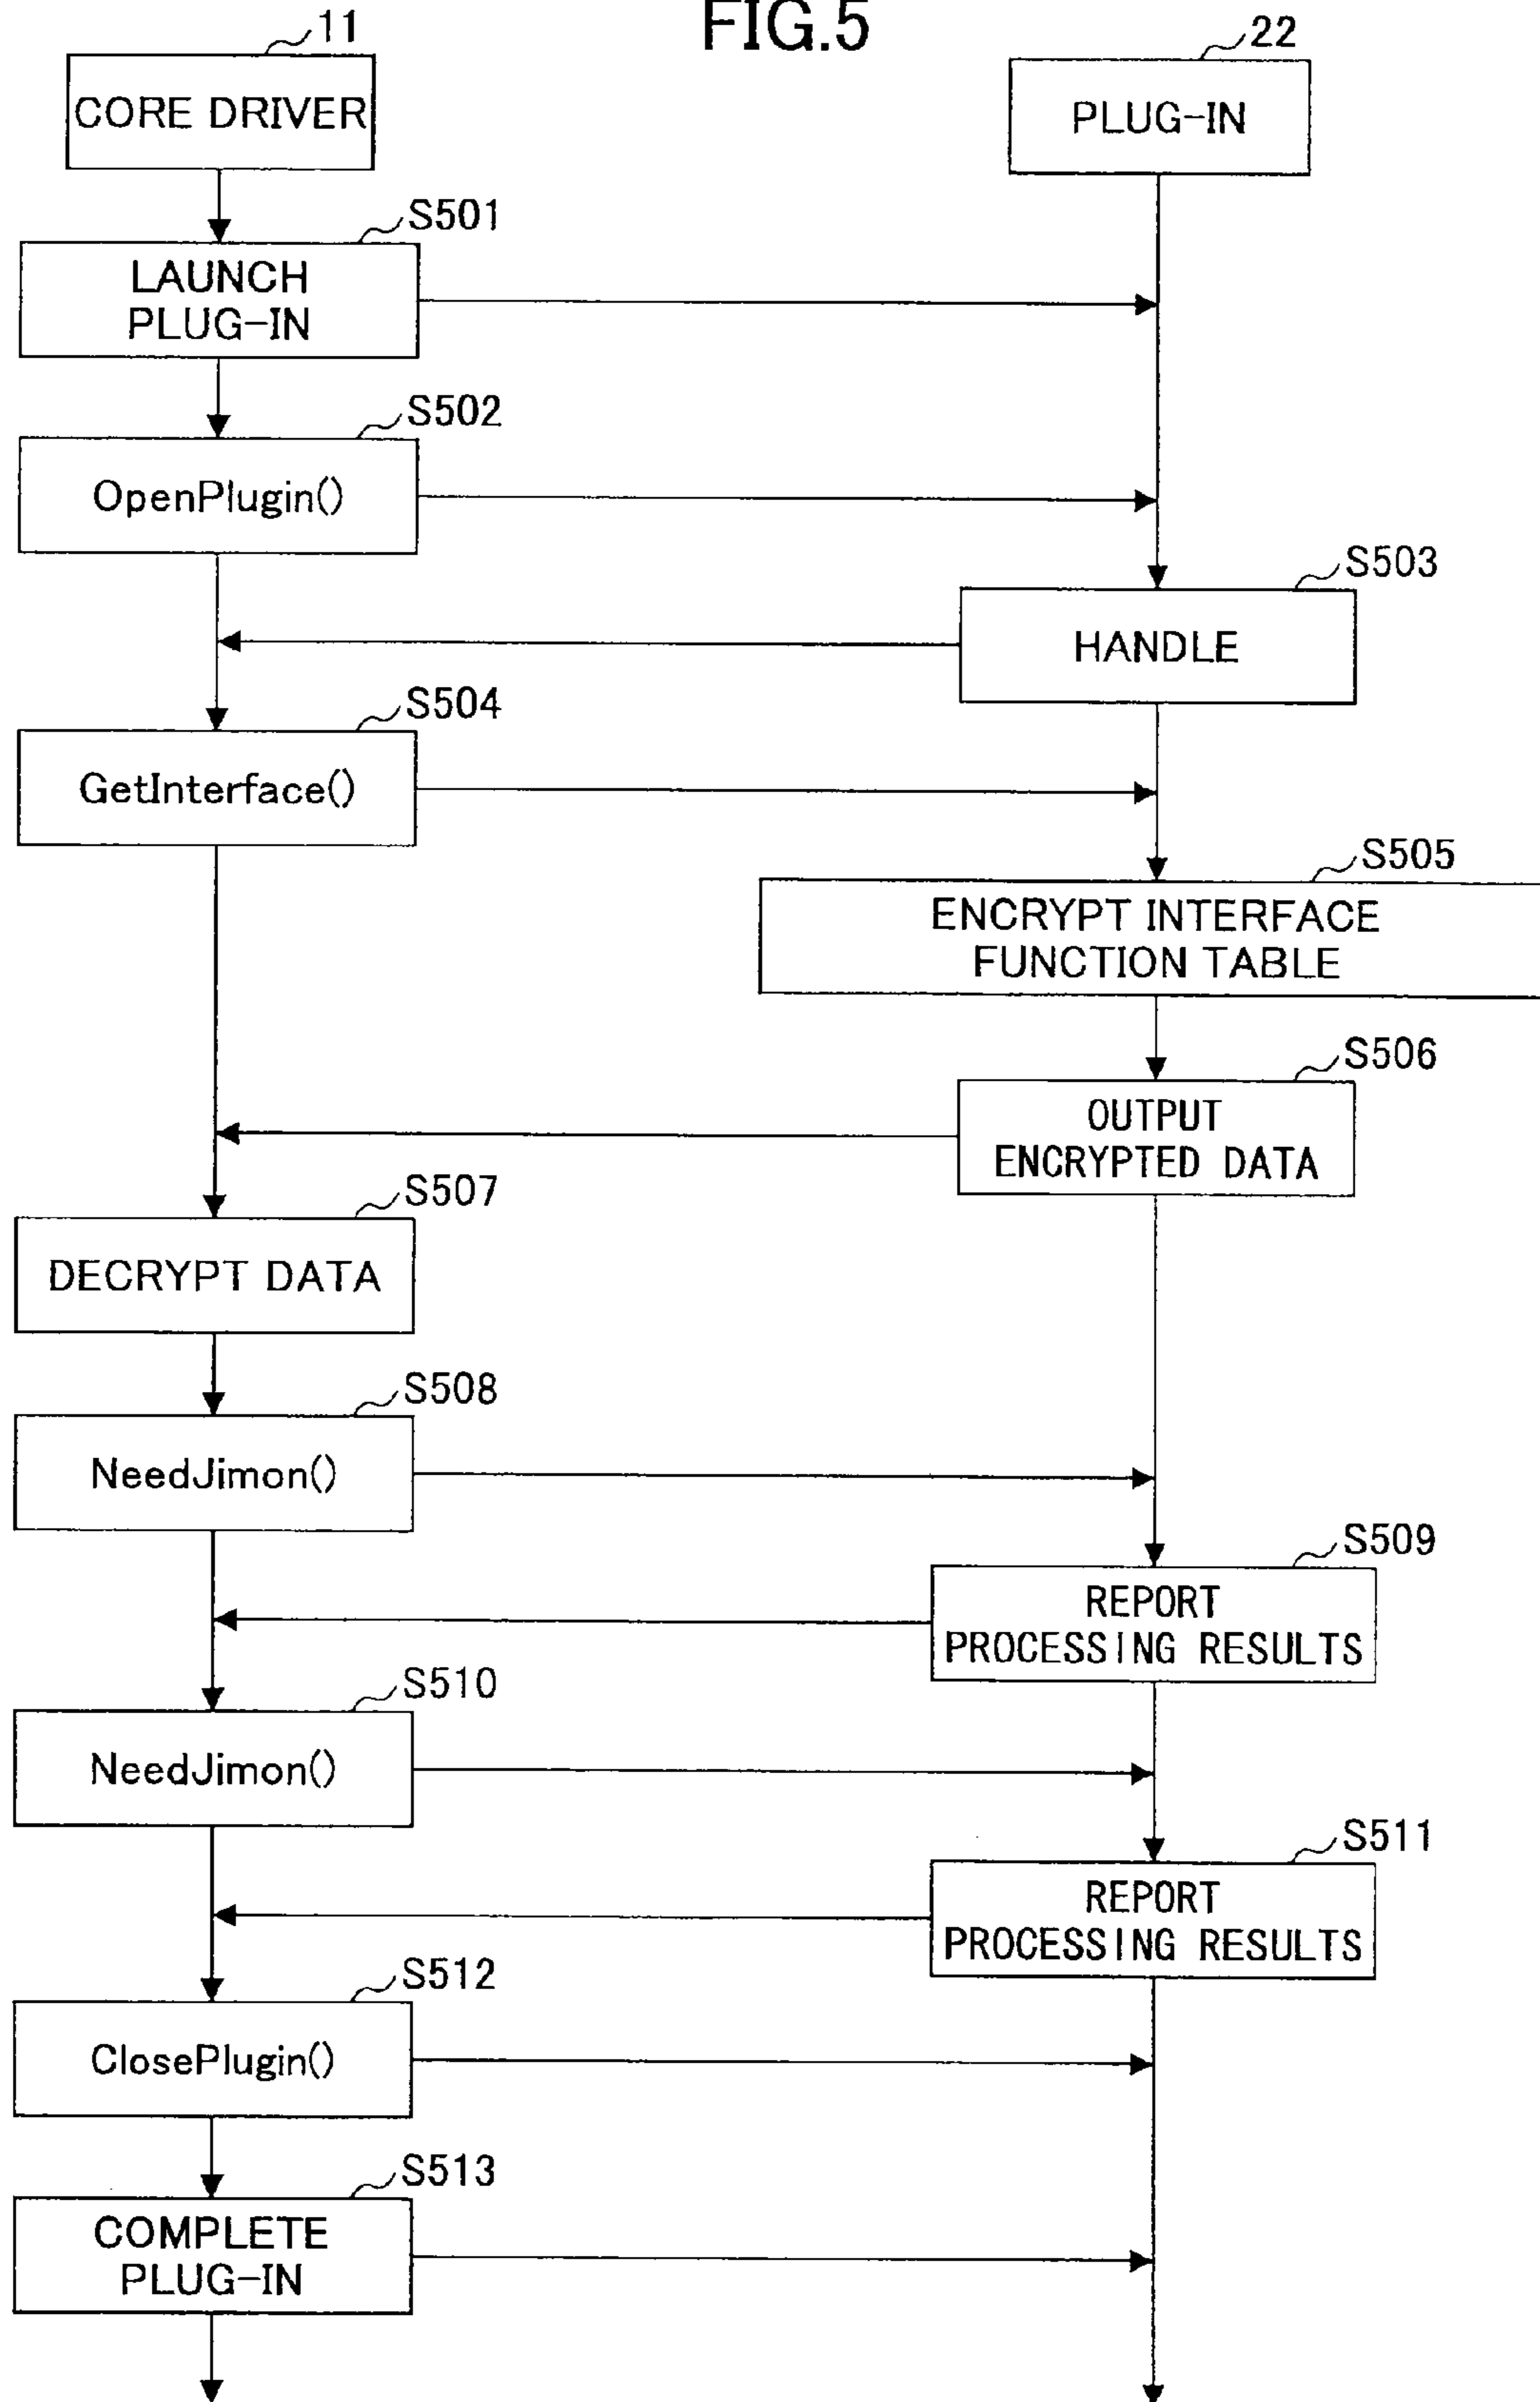 FIG.5
11
CORE DRIVER
22
PLUG-IN
S501
LAUNCH
PLUG-IN
S502
OpenPlugin()
S503
HANDLE
S504
GetInterface()
S505
ENCRYPT INTERFACE
FUNCTION TABLE
S506
OUTPUT
ENCRYPTED DATA
S507
DECRYPT DATA
S508
NeedJimon()
S509
REPORT
PROCESSING RESULTS
S510
NeedJimon()
S511
REPORT
PROCESSING RESULTS
S512
ClosePlugin()
S513
COMPLETE
PLUG-IN